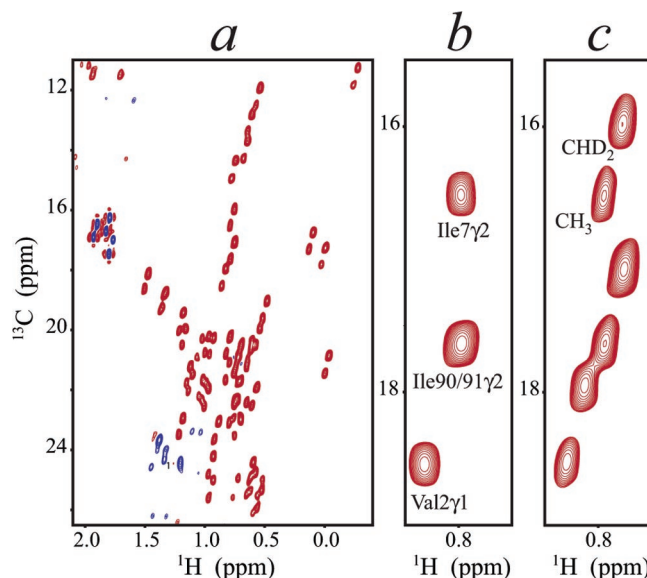 a
b
c
12
16
20
24
¹³C (ppm)
2.0
1.5
1.0
0.5
0.0
¹H (ppm)
16
18
Ile7γ2
Ile90/91γ2
Val2γ1
0.8
¹H (ppm)
16
18
CHD₂
CH₃
0.8
¹H (ppm)